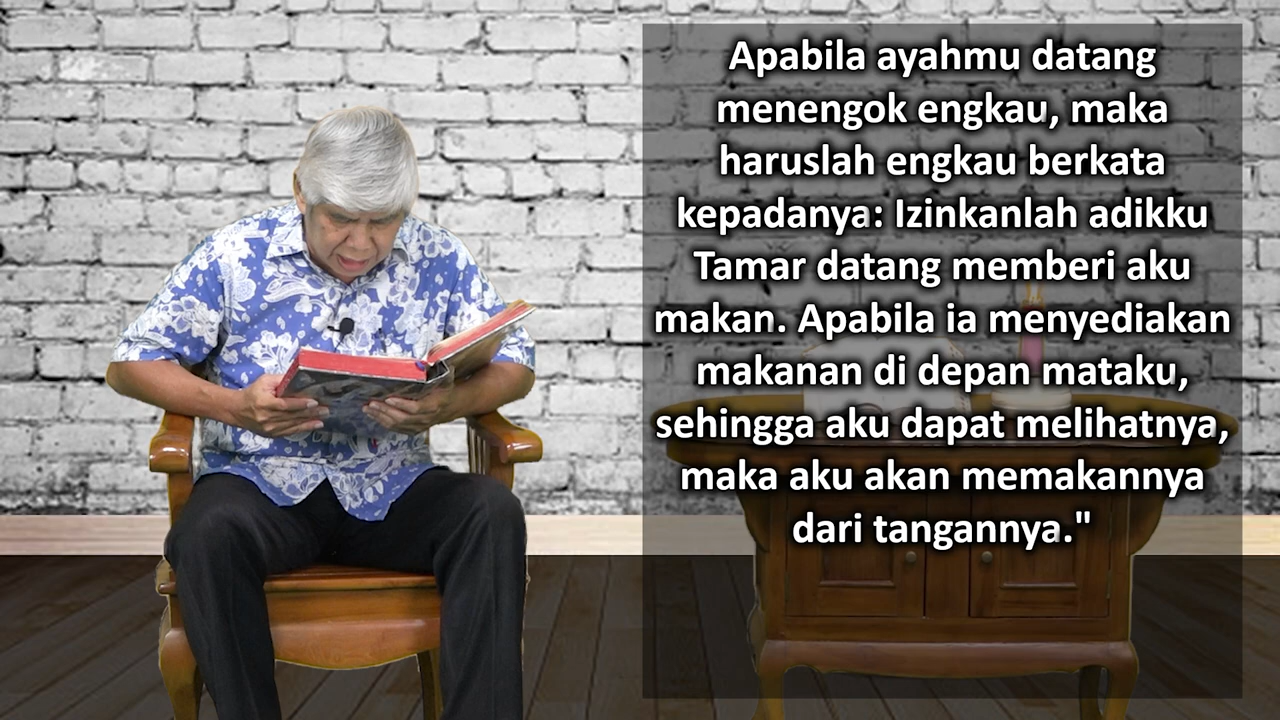 Apabila ayahmu datang
menengok engkau, maka
haruslah engkau berkata
kepadanya: Izinkanlah adikku
Tamar datang memberi aku
makan. Apabila ia menyediakan
makanan di depan mataku,
sehingga aku dapat melihatnya,
maka aku akan memakannya
dari tangannya."